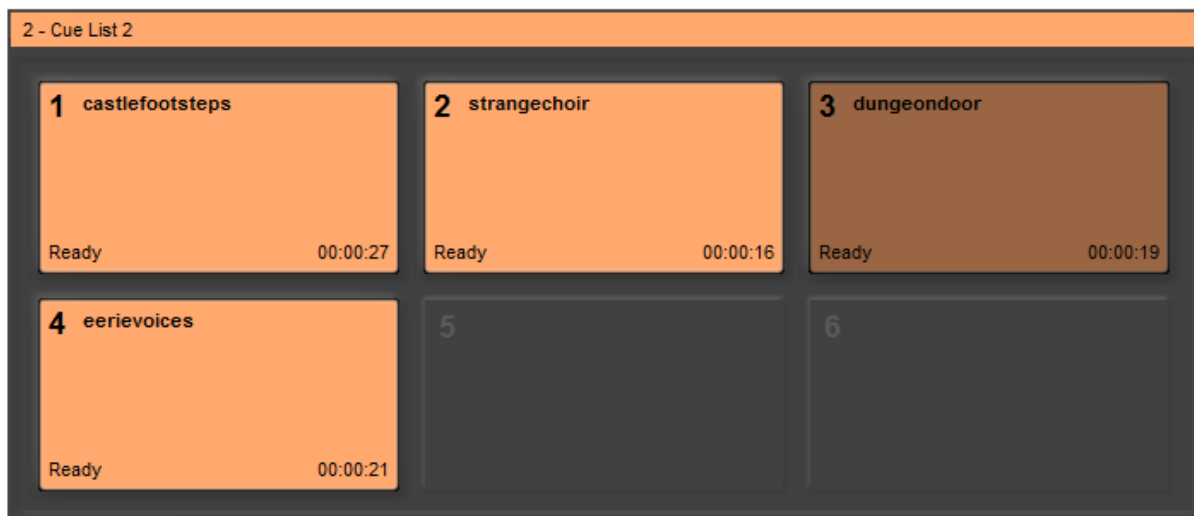 2 - Cue List 2
1 castlefootsteps
Ready 00:00:27
2 strangechoir
Ready 00:00:16
3 dungeondoor
Ready 00:00:19
4 eerievoices
Ready 00:00:21
5
6